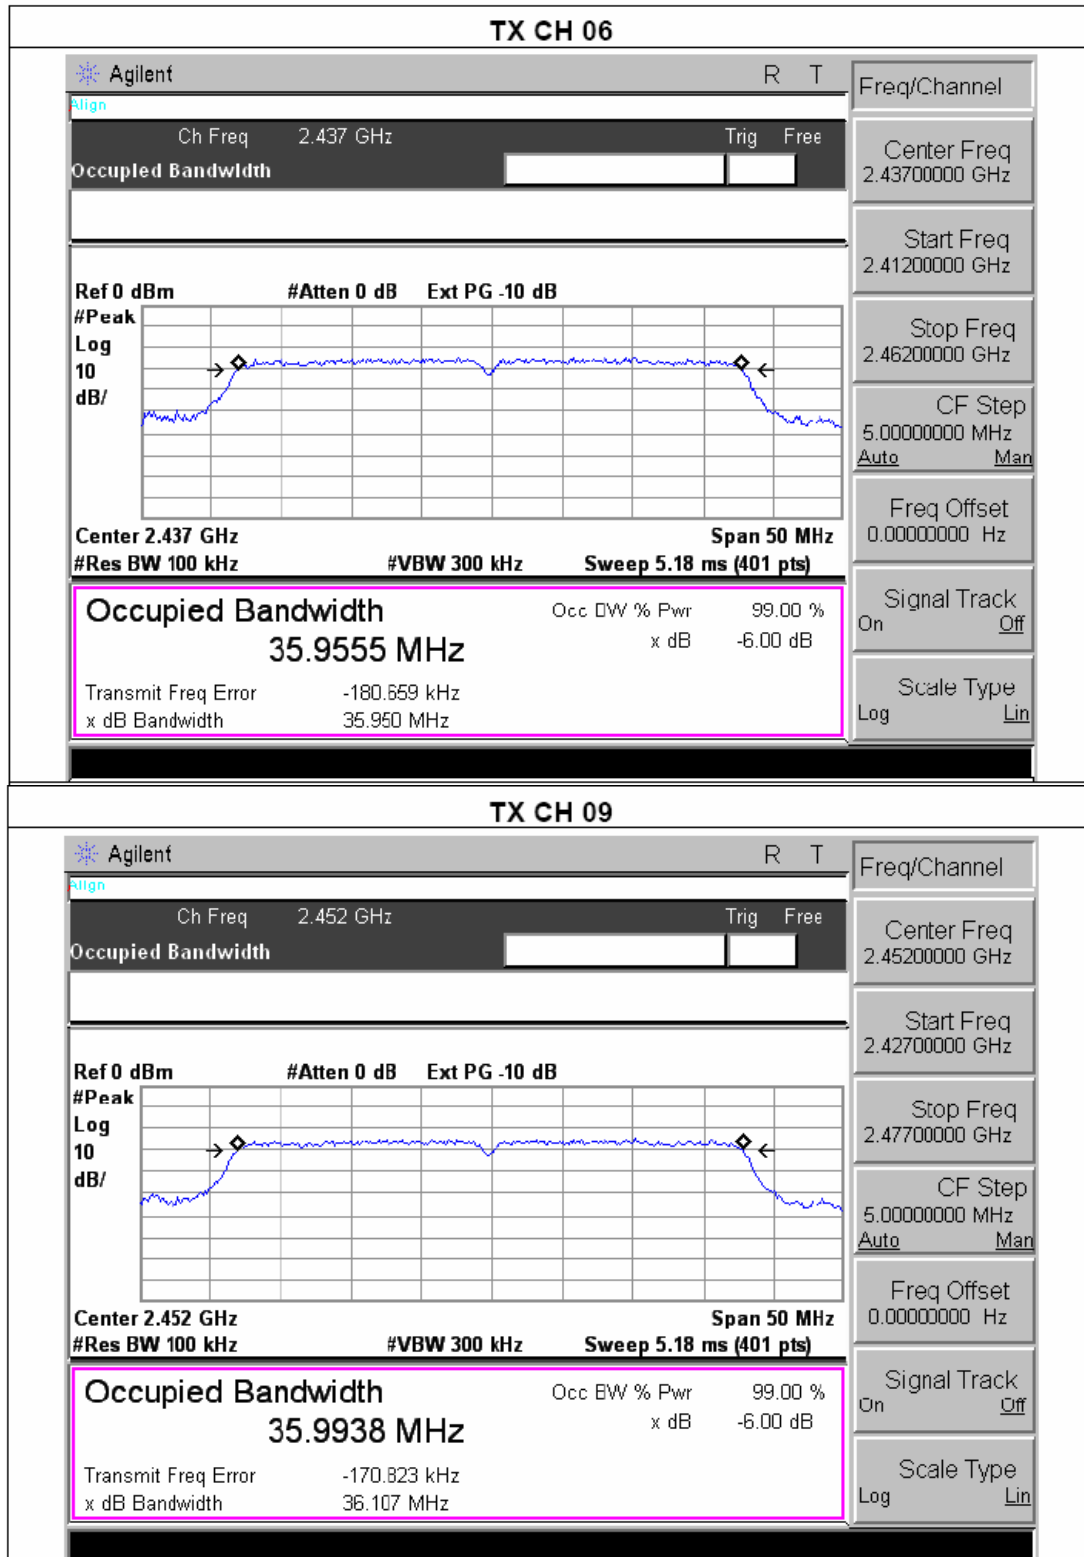 TX CH 06
Agilent R T
Freq/Channel
Align
Ch Freq 2.437 GHz Trig Free
Occupied Bandwidth
Center Freq
2.43700000 GHz
Start Freq
2.41200000 GHz
Ref 0 dBm #Atten 0 dB Ext PG -10 dB
#Peak
Log
10
dB/
Stop Freq
2.46200000 GHz
CF Step
5.00000000 MHz
Auto Man
Freq Offset
0.00000000 Hz
Center 2.437 GHz Span 50 MHz
#Res BW 100 kHz #VBW 300 kHz Sweep 5.18 ms (401 pts)
Occupied Bandwidth Occ BW % Pwr 99.00 %
35.9555 MHz x dB -6.00 dB
Transmit Freq Error -180.659 kHz
x dB Bandwidth 35.950 MHz
Signal Track
On Off
Scale Type
Log Lin
TX CH 09
Agilent R T
Freq/Channel
Align
Ch Freq 2.452 GHz Trig Free
Occupied Bandwidth
Center Freq
2.45200000 GHz
Start Freq
2.42700000 GHz
Ref 0 dBm #Atten 0 dB Ext PG -10 dB
#Peak
Log
10
dB/
Stop Freq
2.47700000 GHz
CF Step
5.00000000 MHz
Auto Man
Freq Offset
0.00000000 Hz
Center 2.452 GHz Span 50 MHz
#Res BW 100 kHz #VBW 300 kHz Sweep 5.18 ms (401 pts)
Occupied Bandwidth Occ BW % Pwr 99.00 %
35.9938 MHz x dB -6.00 dB
Transmit Freq Error -170.823 kHz
x dB Bandwidth 36.107 MHz
Signal Track
On Off
Scale Type
Log Lin